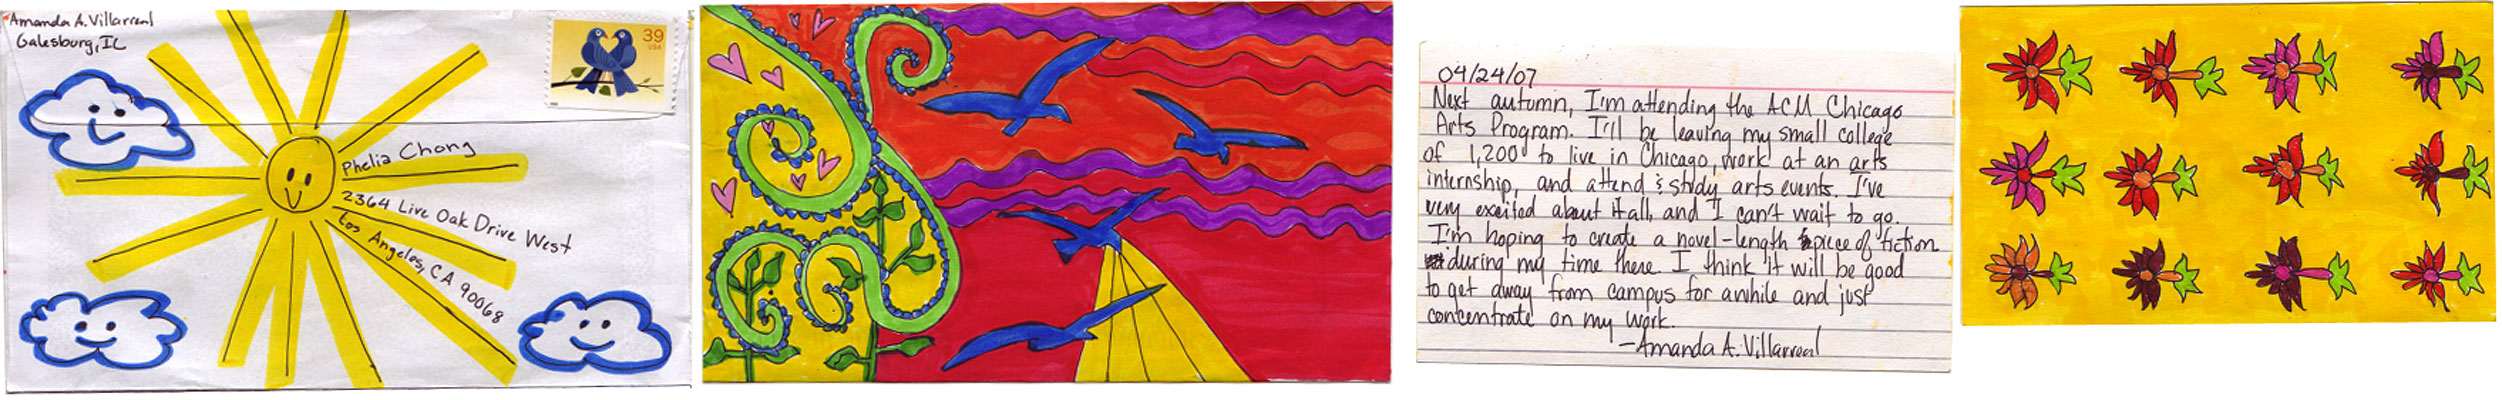 Amanda A. Villarreal
Galesburg, IL
39
USA
Phelia Chong
2364 Live Oak Drive West
Los Angeles, CA 90068
04/24/07
Next autumn, I'm attending the ACM Chicago
Arts Program. I'll be leaving my small college
of 1,200 to live in Chicago, work at an arts
internship, and attend & study arts events. I've
very excited about it all, and I can't wait to go.
I'm hoping to create a novel-length piece of fiction
during my time there. I think it will be good
to get away from campus for awhile and just
concentrate on my work.
—Amanda A. Villarreal